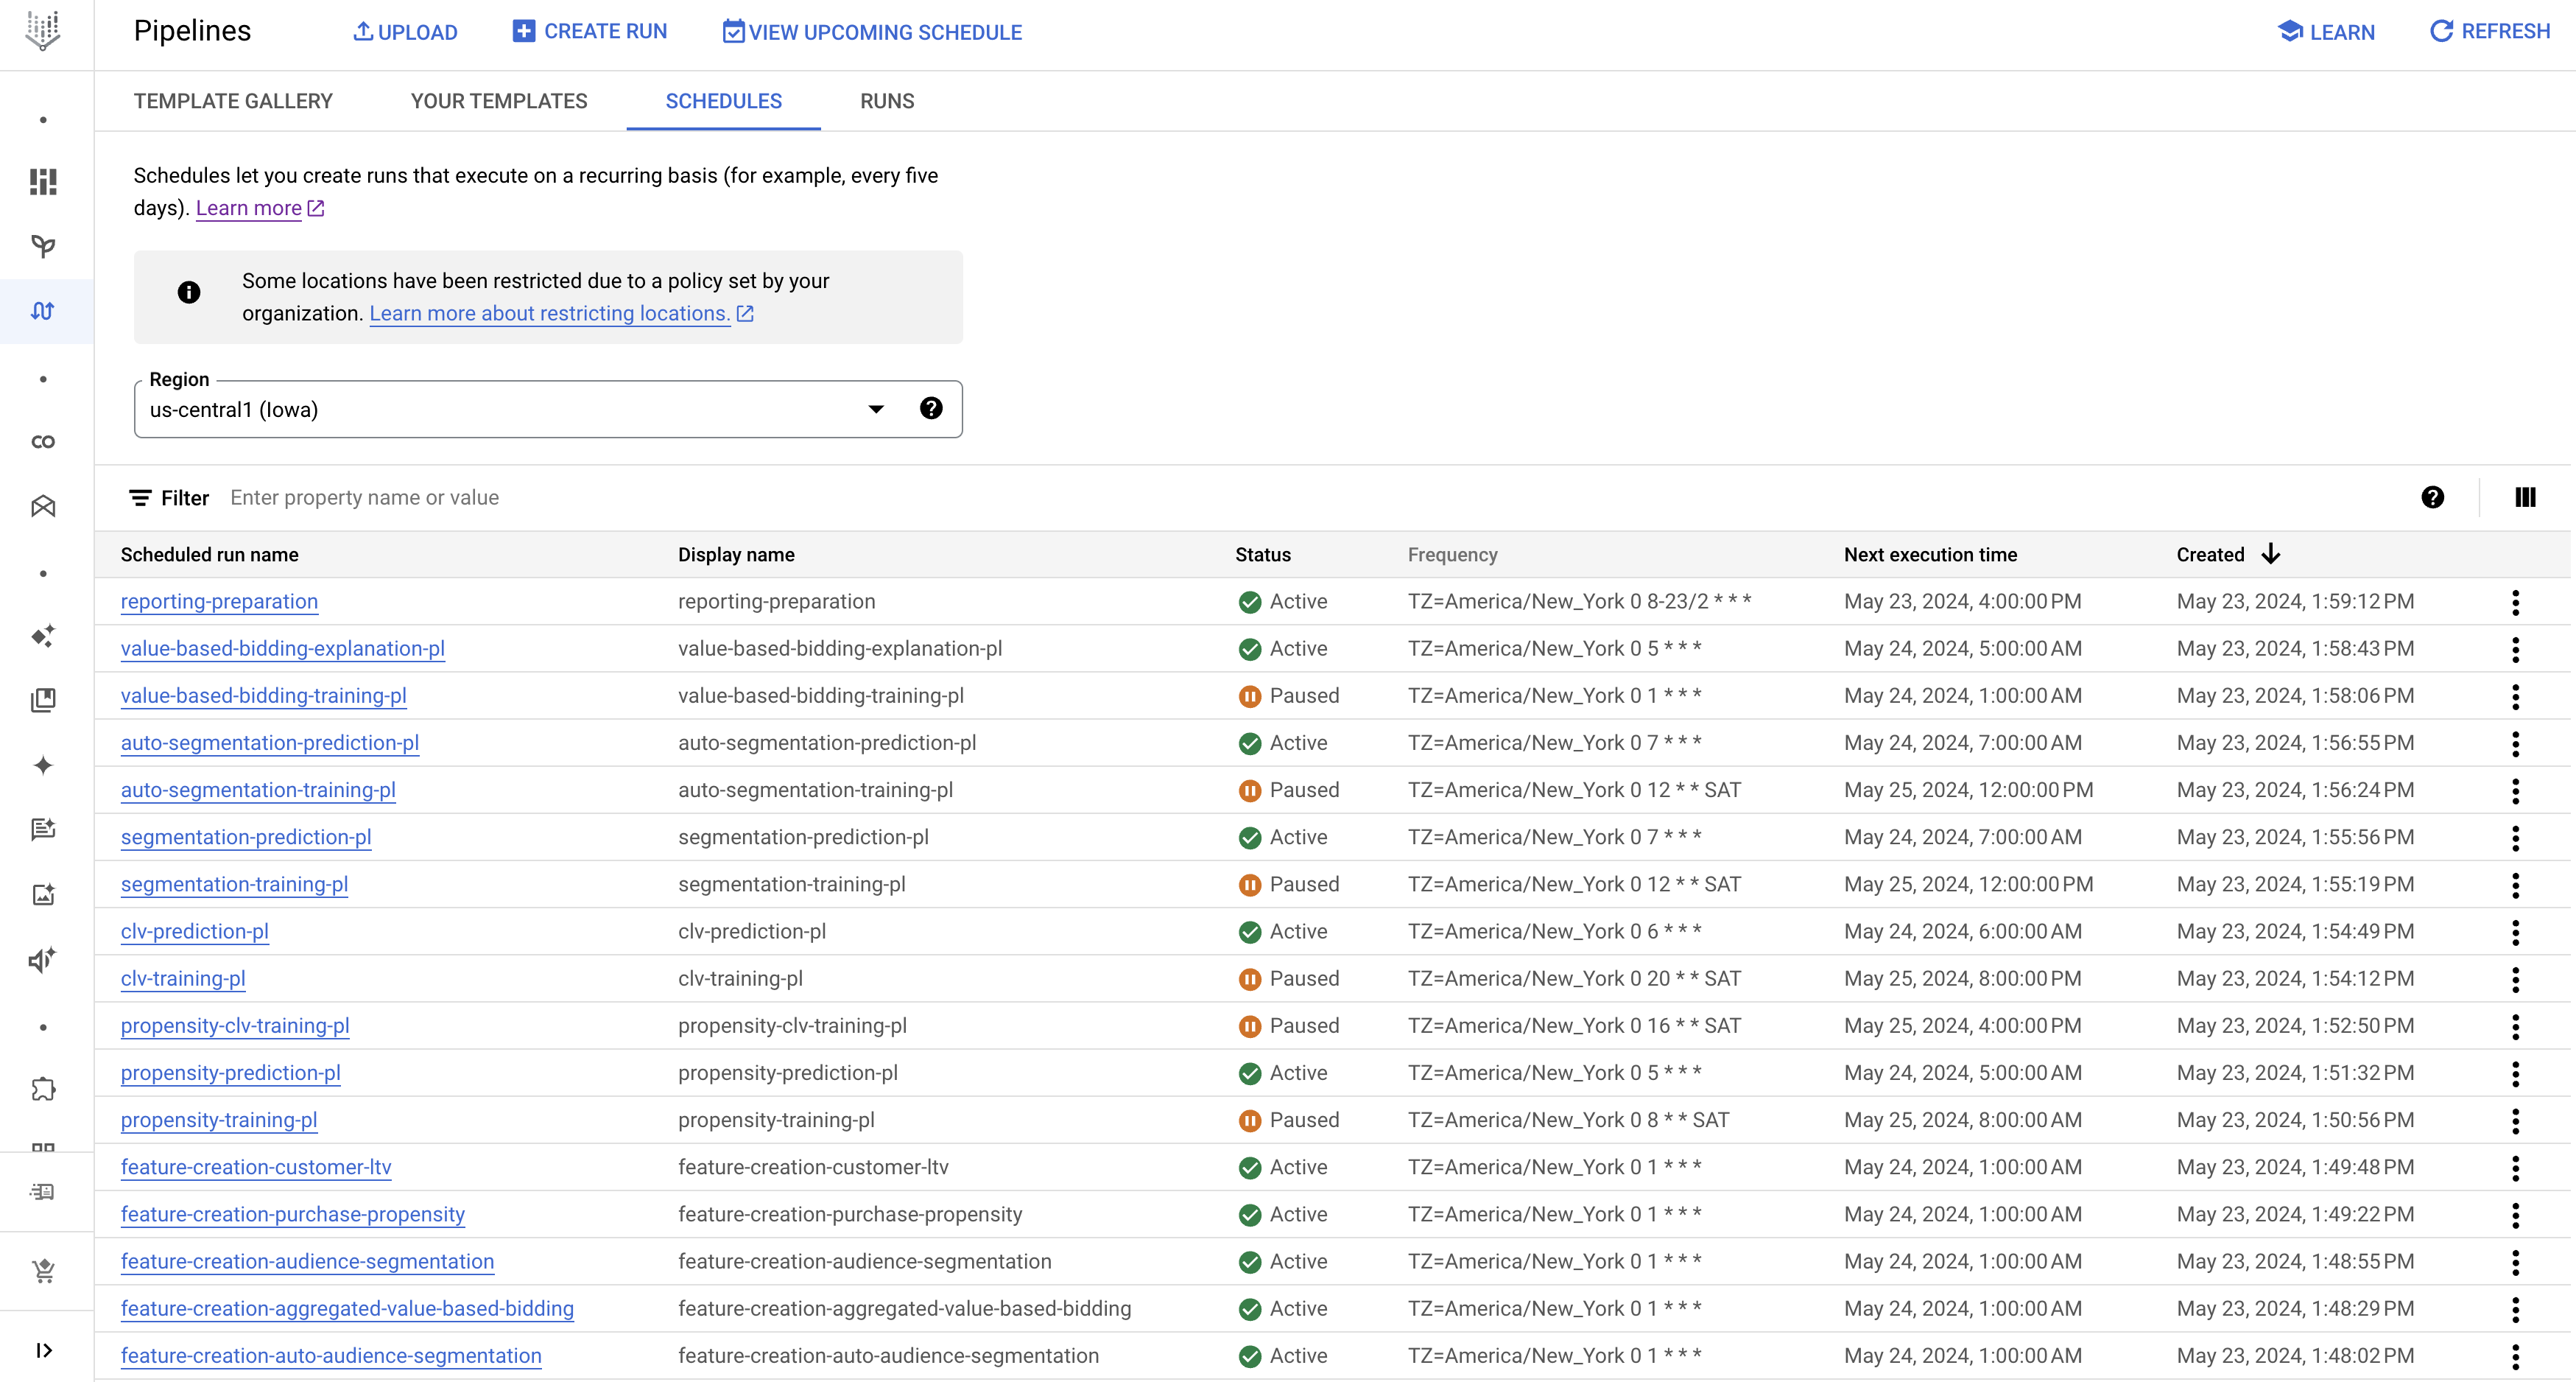 Pipelines UPLOAD CREATE RUN VIEW UPCOMING SCHEDULE LEARN REFRESH
TEMPLATE GALLERY YOUR TEMPLATES SCHEDULES RUNS
Schedules let you create runs that execute on a recurring basis (for example, every five
days). Learn more
Some locations have been restricted due to a policy set by your
organization. Learn more about restricting locations.
Region
us-central1 (Iowa)
Filter Enter property name or value
Scheduled run name Display name Status Frequency Next execution time Created
reporting-preparation reporting-preparation Active TZ=America/New_York 0 8-23/2 * * * May 23, 2024, 4:00:00 PM May 23, 2024, 1:59:12 PM
value-based-bidding-explanation-pl value-based-bidding-explanation-pl Active TZ=America/New_York 0 5 * * * May 24, 2024, 5:00:00 AM May 23, 2024, 1:58:43 PM
value-based-bidding-training-pl value-based-bidding-training-pl Paused TZ=America/New_York 0 1 * * * May 24, 2024, 1:00:00 AM May 23, 2024, 1:58:06 PM
auto-segmentation-prediction-pl auto-segmentation-prediction-pl Active TZ=America/New_York 0 7 * * * May 24, 2024, 7:00:00 AM May 23, 2024, 1:56:55 PM
auto-segmentation-training-pl auto-segmentation-training-pl Paused TZ=America/New_York 0 12 * * SAT May 25, 2024, 12:00:00 PM May 23, 2024, 1:56:24 PM
segmentation-prediction-pl segmentation-prediction-pl Active TZ=America/New_York 0 7 * * * May 24, 2024, 7:00:00 AM May 23, 2024, 1:55:56 PM
segmentation-training-pl segmentation-training-pl Paused TZ=America/New_York 0 12 * * SAT May 25, 2024, 12:00:00 PM May 23, 2024, 1:55:19 PM
clv-prediction-pl clv-prediction-pl Active TZ=America/New_York 0 6 * * * May 24, 2024, 6:00:00 AM May 23, 2024, 1:54:49 PM
clv-training-pl clv-training-pl Paused TZ=America/New_York 0 20 * * SAT May 25, 2024, 8:00:00 PM May 23, 2024, 1:54:12 PM
propensity-clv-training-pl propensity-clv-training-pl Paused TZ=America/New_York 0 16 * * SAT May 25, 2024, 4:00:00 PM May 23, 2024, 1:52:50 PM
propensity-prediction-pl propensity-prediction-pl Active TZ=America/New_York 0 5 * * * May 24, 2024, 5:00:00 AM May 23, 2024, 1:51:32 PM
propensity-training-pl propensity-training-pl Paused TZ=America/New_York 0 8 * * SAT May 25, 2024, 8:00:00 AM May 23, 2024, 1:50:56 PM
feature-creation-customer-ltv feature-creation-customer-ltv Active TZ=America/New_York 0 1 * * * May 24, 2024, 1:00:00 AM May 23, 2024, 1:49:48 PM
feature-creation-purchase-propensity feature-creation-purchase-propensity Active TZ=America/New_York 0 1 * * * May 24, 2024, 1:00:00 AM May 23, 2024, 1:49:22 PM
feature-creation-audience-segmentation feature-creation-audience-segmentation Active TZ=America/New_York 0 1 * * * May 24, 2024, 1:00:00 AM May 23, 2024, 1:48:55 PM
feature-creation-aggregated-value-based-bidding feature-creation-aggregated-value-based-bidding Active TZ=America/New_York 0 1 * * * May 24, 2024, 1:00:00 AM May 23, 2024, 1:48:29 PM
feature-creation-auto-audience-segmentation feature-creation-auto-audience-segmentation Active TZ=America/New_York 0 1 * * * May 24, 2024, 1:00:00 AM May 23, 2024, 1:48:02 PM